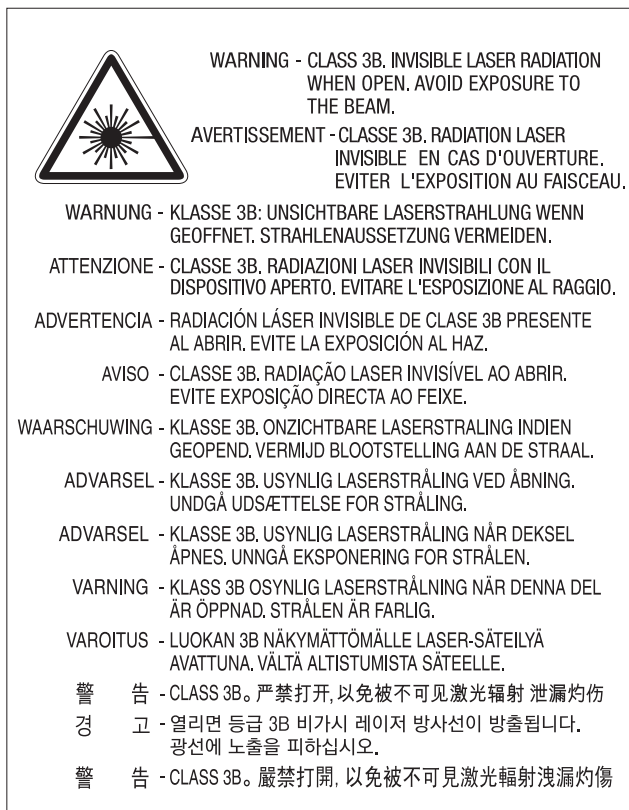 WARNING - CLASS 3B. INVISIBLE LASER RADIATION
WHEN OPEN. AVOID EXPOSURE TO
THE BEAM.
AVERTISSEMENT - CLASSE 3B. RADIATION LASER
INVISIBLE EN CAS D'OUVERTURE.
EVITER L'EXPOSITION AU FAISCEAU.
WARNUNG - KLASSE 3B: UNSICHTBARE LASERSTRAHLUNG WENN
GEOFFNET. STRAHLENAUSSETZUNG VERMEIDEN.
ATTENZIONE - CLASSE 3B. RADIAZIONI LASER INVISIBILI CON IL
DISPOSITIVO APERTO. EVITARE L'ESPOSIZIONE AL RAGGIO.
ADVERTENCIA - RADIACIÓN LÁSER INVISIBLE DE CLASE 3B PRESENTE
AL ABRIR. EVITE LA EXPOSICIÓN AL HAZ.
AVISO - CLASSE 3B. RADIAÇÃO LASER INVISÍVEL AO ABRIR.
EVITE EXPOSIÇÃO DIRECTA AO FEIXE.
WAARSCHUWING - KLASSE 3B. ONZICHTBARE LASERSTRALING INDIEN
GEOPEND. VERMIJD BLOOTSTELLING AAN DE STRAAL.
ADVARSEL - KLASSE 3B. USYNLIG LASERSTRÅLING VED ÅBNING.
UNDGÅ UDSÆTTELSE FOR STRÅLING.
ADVARSEL - KLASSE 3B. USYNLIG LASERSTRÅLING NÅR DEKSEL
ÅPNES. UNNGÅ EKSPONERING FOR STRÅLEN.
VARNING - KLASS 3B OSYNLIG LASERSTRÅLNING NÄR DENNA DEL
ÄR ÖPPNAD. STRÅLEN ÄR FARLIG.
VAROITUS - LUOKAN 3B NÄKYMÄTTÖMÄLLE LASER-SÄTEILYÄ
AVATTUNA. VÄLTÄ ALTISTUMISTA SÄTEELLE.
警 告 - CLASS 3B。严禁打开, 以免被不可见激光辐射 泄漏灼伤
경 고 - 열리면 등급 3B 비가시 레이저 방사선이 방출됩니다.
광선에 노출을 피하십시오.
警 告 - CLASS 3B。嚴禁打開, 以免被不可見激光輻射洩漏灼傷